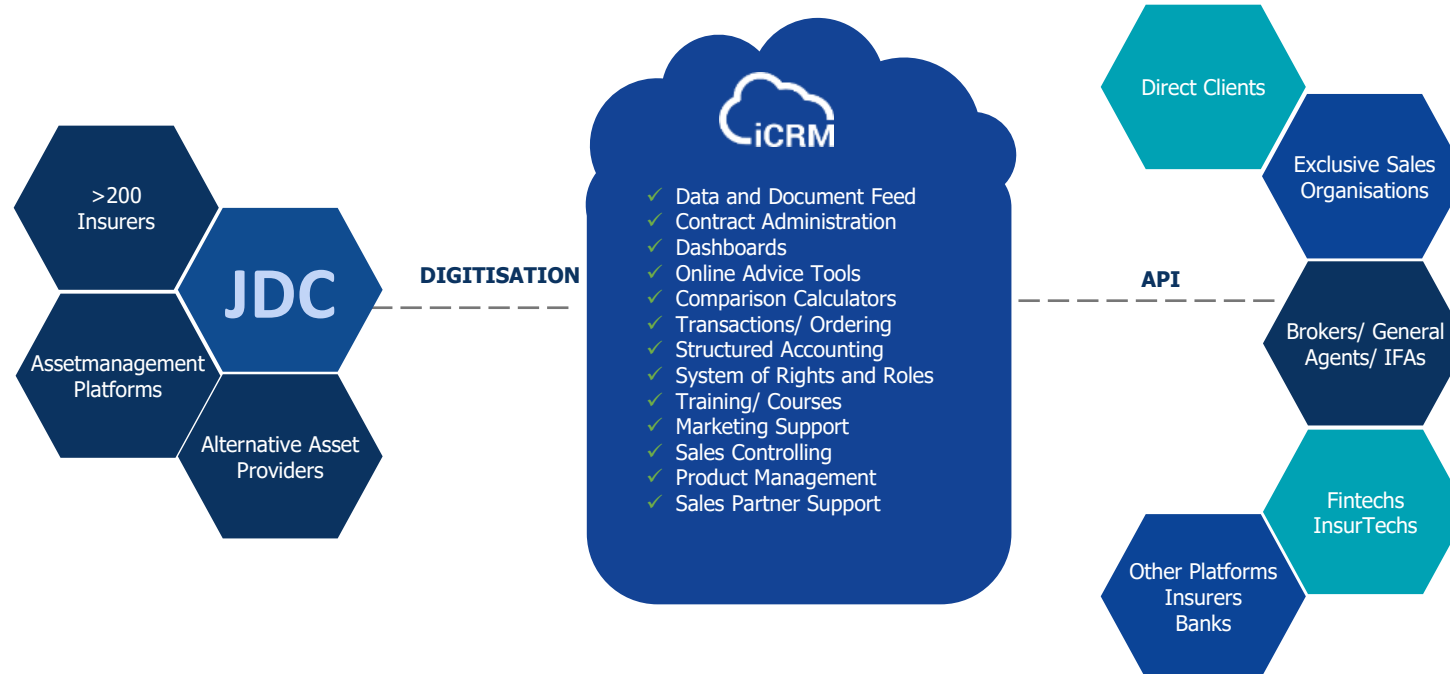 >200
Insurers
JDC
Assetmanagement
Platforms
Alternative Asset
Providers
DIGITISATION
iCRM
✓ Data and Document Feed
✓ Contract Administration
✓ Dashboards
✓ Online Advice Tools
✓ Comparison Calculators
✓ Transactions/ Ordering
✓ Structured Accounting
✓ System of Rights and Roles
✓ Training/ Courses
✓ Marketing Support
✓ Sales Controlling
✓ Product Management
✓ Sales Partner Support
API
Direct Clients
Exclusive Sales
Organisations
Brokers/ General
Agents/ IFAs
Fintechs
InsurTechs
Other Platforms
Insurers
Banks